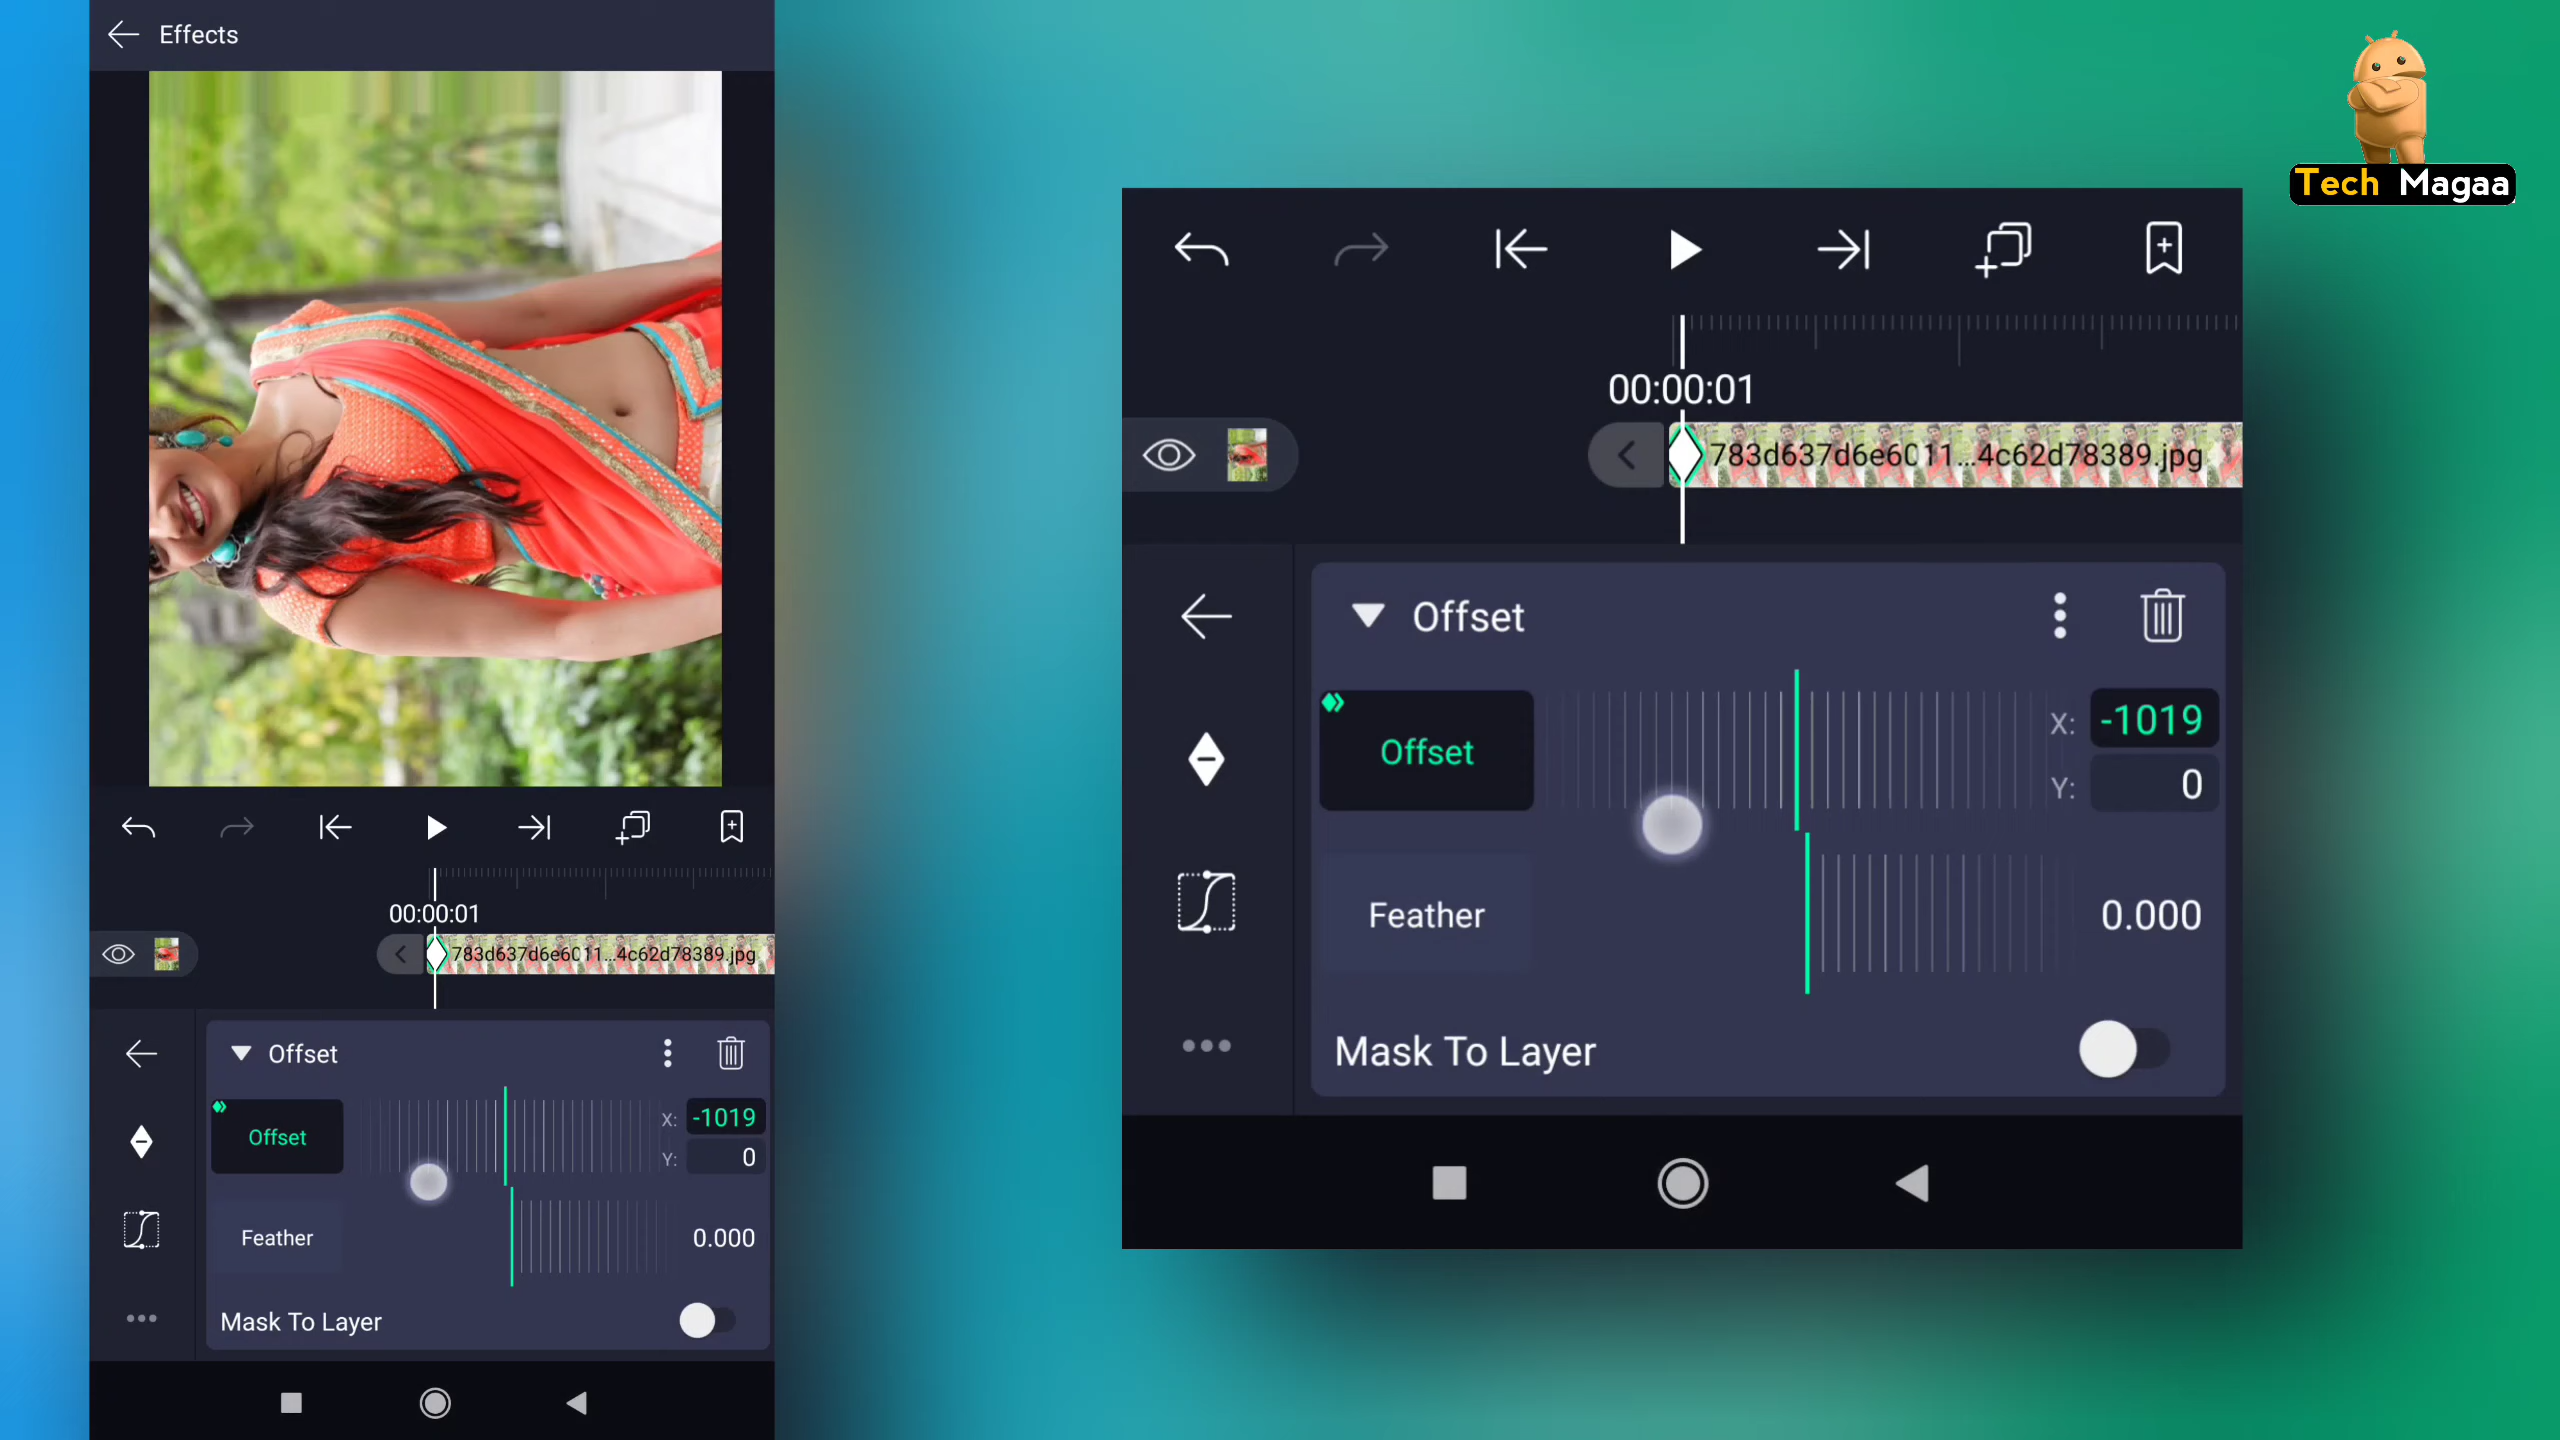 Effects
00:00:01
783d637d6e6011...4c62d78389.jpg
Offset
Offset
X: -1019
Y: 0
Feather
0.000
Mask To Layer
Tech Magaa
00:00:01
783d637d6e6011...4c62d78389.jpg
Offset
Offset
X: -1019
Y: 0
Feather
0.000
Mask To Layer